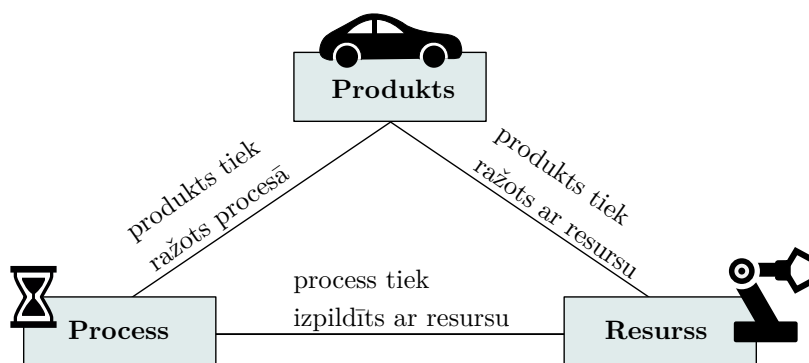 Produkts
produkts tiek
ražots procesā
produkts tiek
ražots ar resursu
process tiek
izpildīts ar resursu
Process
Resurss